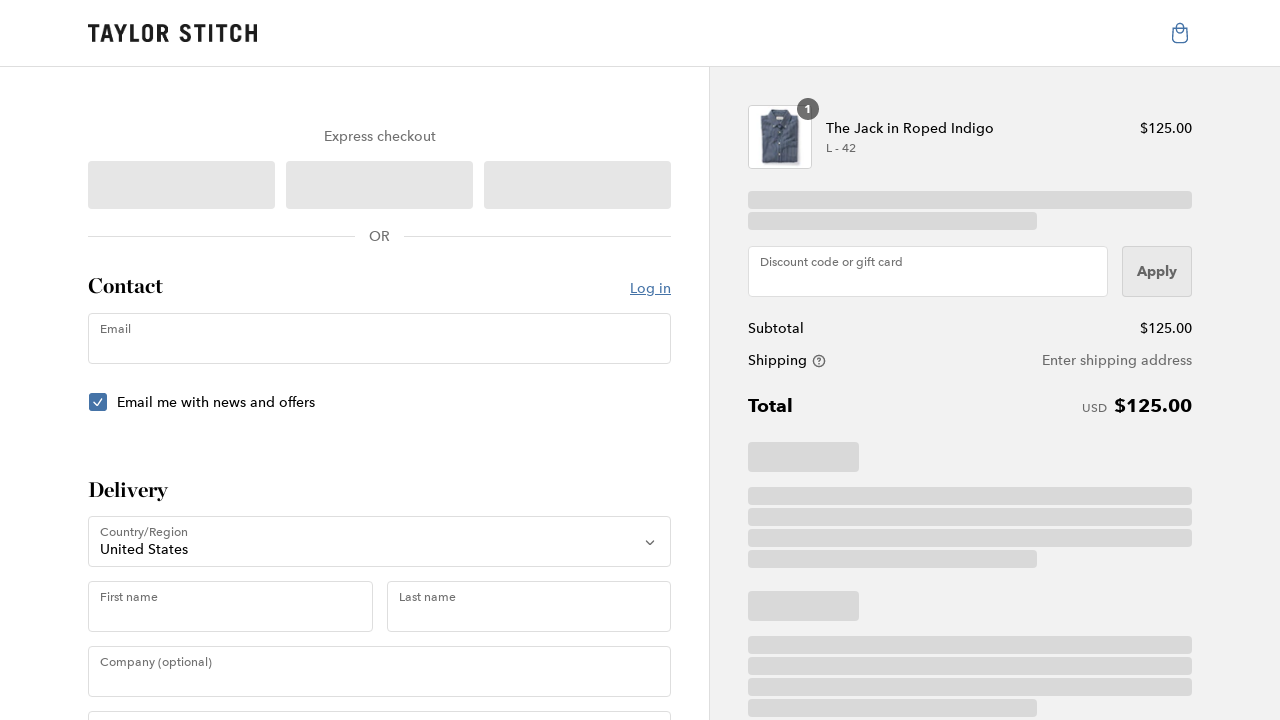 TAYLOR STITCH
Express checkout
OR
Contact
Log in
Email
Email me with news and offers
Delivery
Country/Region
United States
First name
Last name
Company (optional)
1
The Jack in Roped Indigo
$125.00
L - 42
Discount code or gift card
Apply
Subtotal
$125.00
Shipping
Enter shipping address
Total
USD $125.00